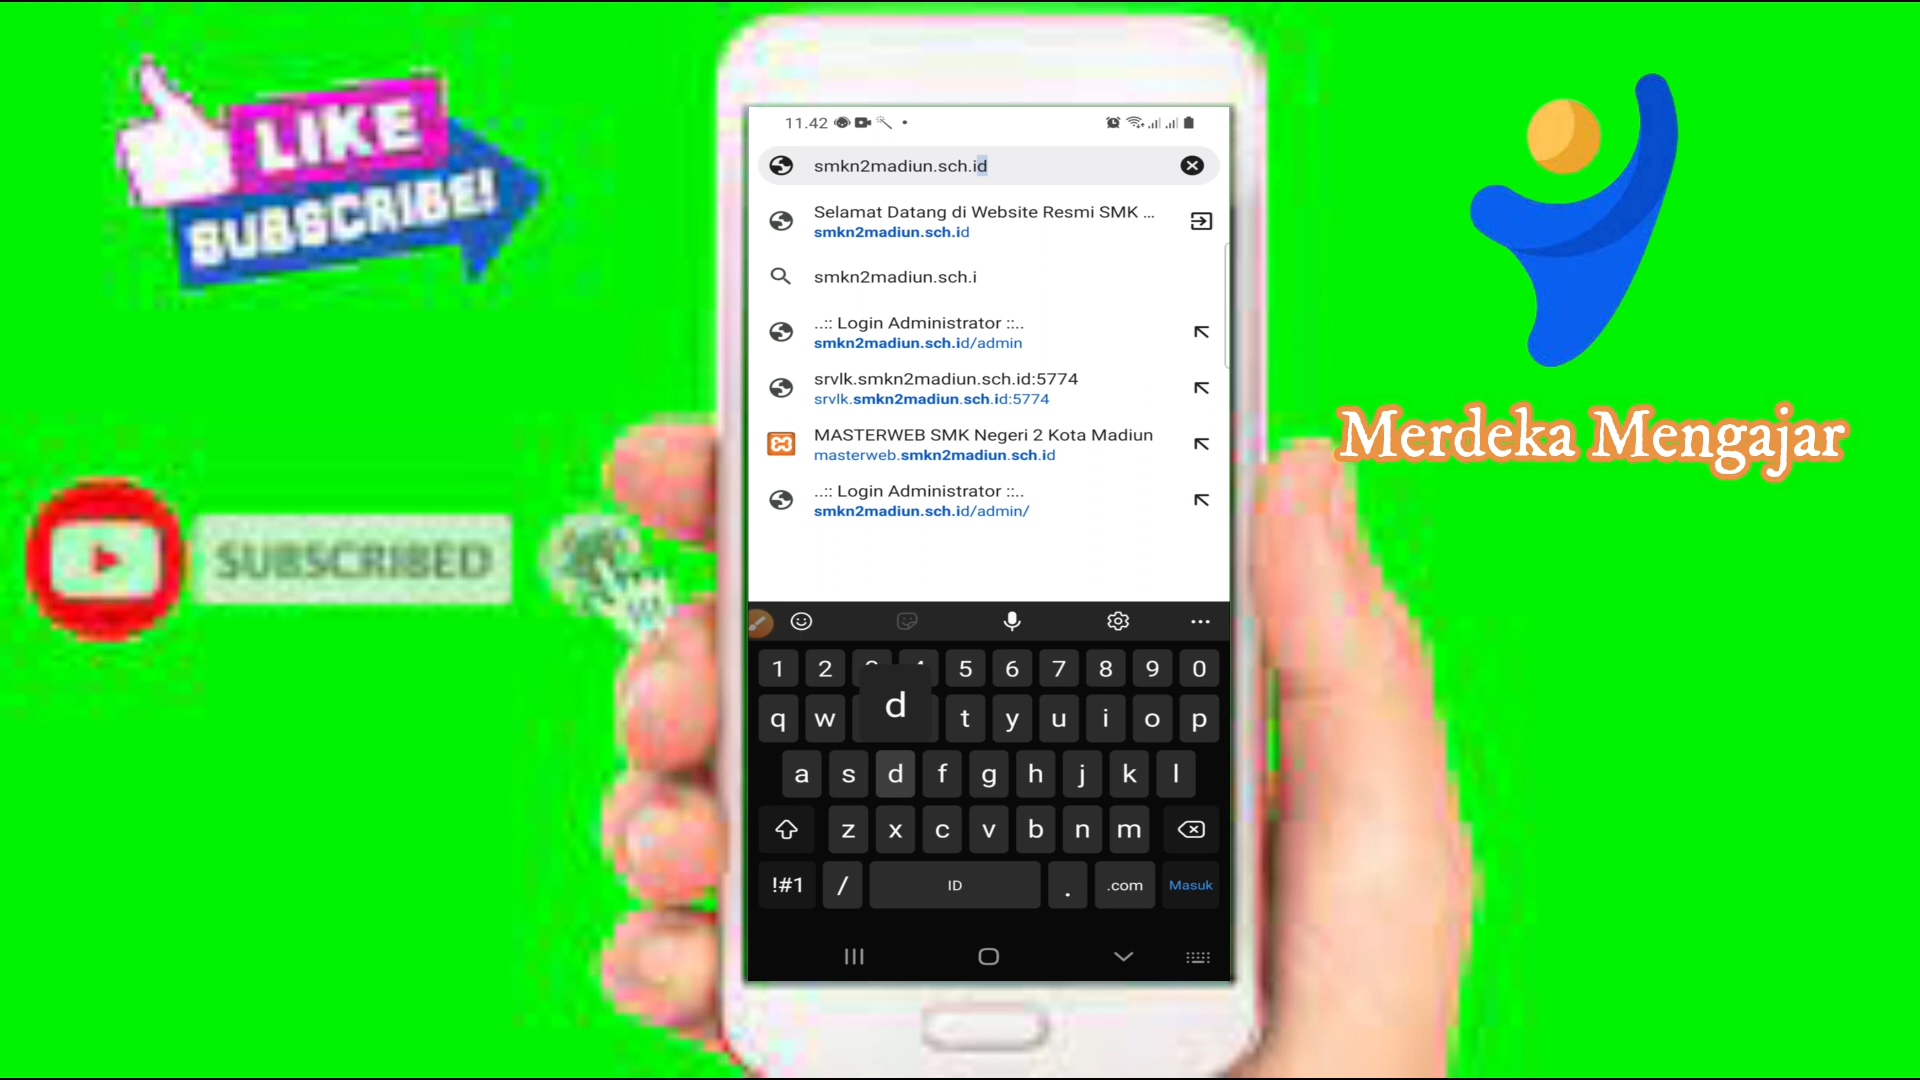 LIKE
SUBSCRIBE!
SUBSCRIBED
11.42
smkn2madiun.sch.id
Selamat Datang di Website Resmi SMK ...
smkn2madiun.sch.id
smkn2madiun.sch.i
..:: Login Administrator ::..
smkn2madiun.sch.id/admin
srvlk.smkn2madiun.sch.id:5774
srvlk.smkn2madiun.sch.id:5774
MASTERWEB SMK Negeri 2 Kota Madiun
masterweb.smkn2madiun.sch.id
..:: Login Administrator ::..
smkn2madiun.sch.id/admin/
1 2 5 6 7 8 9 0
q w d t y u i o p
a s d f g h j k l
z x c v b n m
!#1 / ID . .com Masuk
Merdeka Mengajar